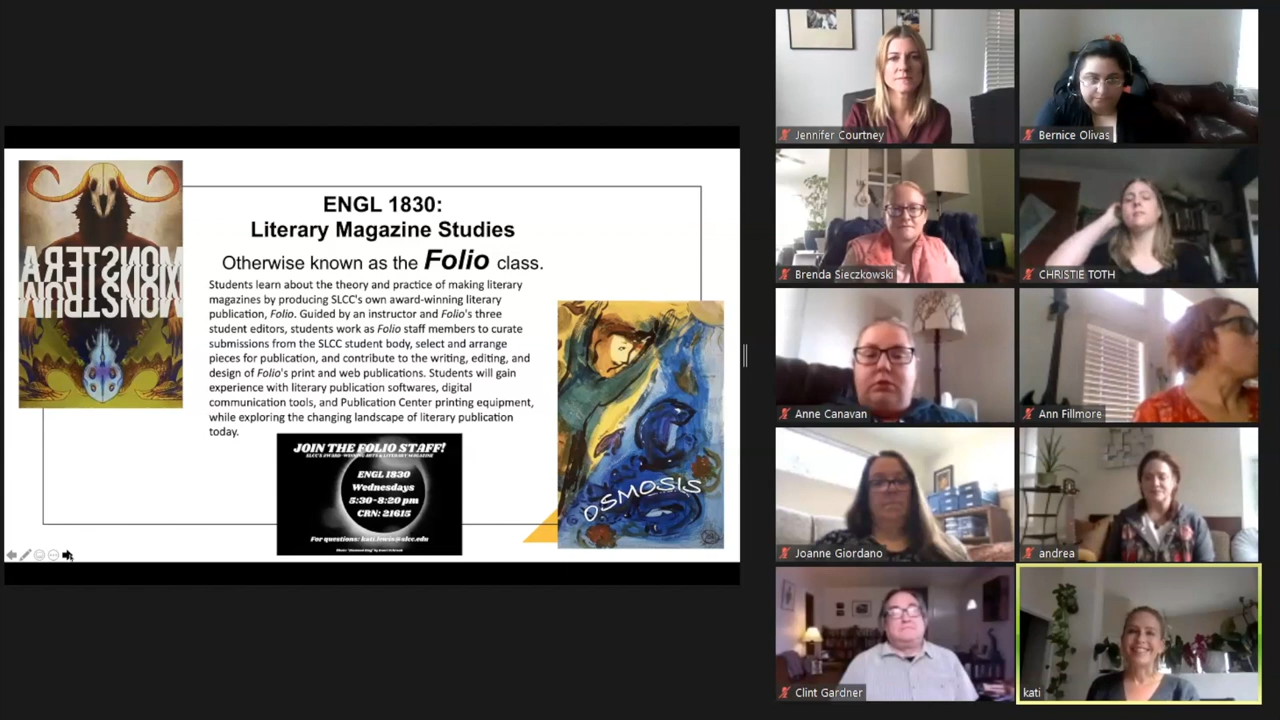 MONSTERA
MONSTRUM
ENGL 1830:
Literary Magazine Studies
Otherwise known as the Folio class.
Students learn about the theory and practice of making literary
magazines by producing SLCC's own award-winning literary
publication, Folio. Guided by an instructor and Folio's three
student editors, students work as Folio staff members to curate
submissions from the SLCC student body, select and arrange
pieces for publication, and contribute to the writing, editing, and
design of Folio's print and web publications. Students will gain
experience with literary publication softwares, digital
communication tools, and Publication Center printing equipment,
while exploring the changing landscape of literary publication
today.
JOIN THE FOLIO STAFF!
SLCC'S AWARD-WINNING ARTS & LITERARY MAGAZINE
ENGL 1830
Wednesdays
5:30-8:20 pm
CRN: 21615
For questions: kati.lewis@slcc.edu
OSMOSIS
Jennifer Courtney
Bernice Olivas
Brenda Sieczkowski
CHRISTIE TOTH
Anne Canavan
Ann Fillmore
Joanne Giordano
andrea
Clint Gardner
kati